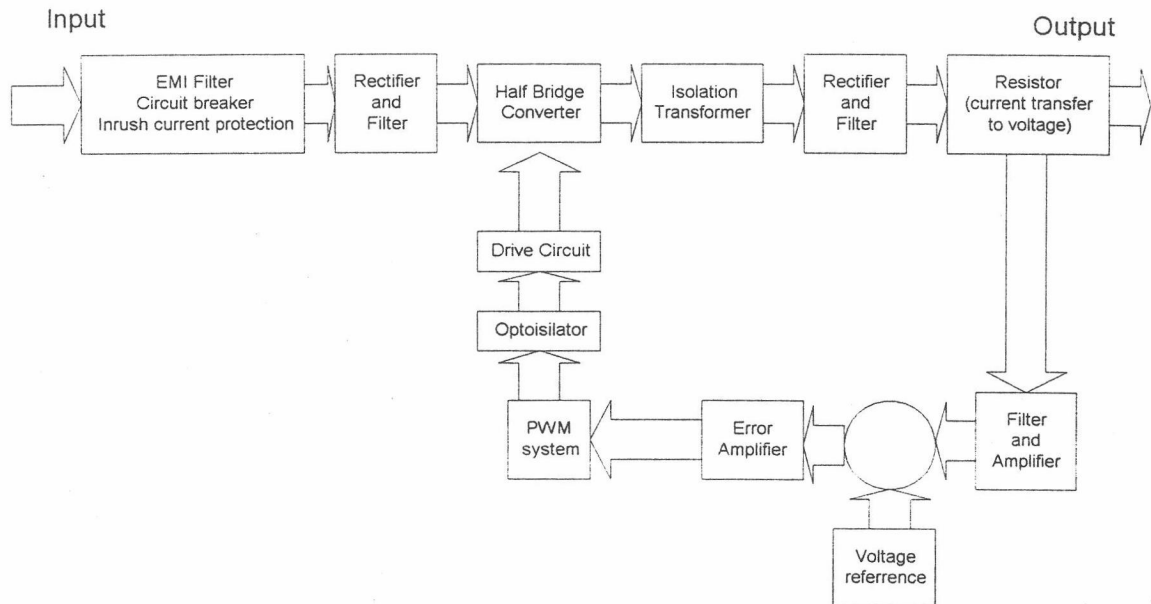 Input
Output
EMI Filter
Circuit breaker
Inrush current protection
Rectifier
and
Filter
Half Bridge
Converter
Isolation
Transformer
Rectifier
and
Filter
Resistor
(current transfer
to voltage)
Drive Circuit
Optoisilator
PWM
system
Error
Amplifier
Filter
and
Amplifier
Voltage
referrence